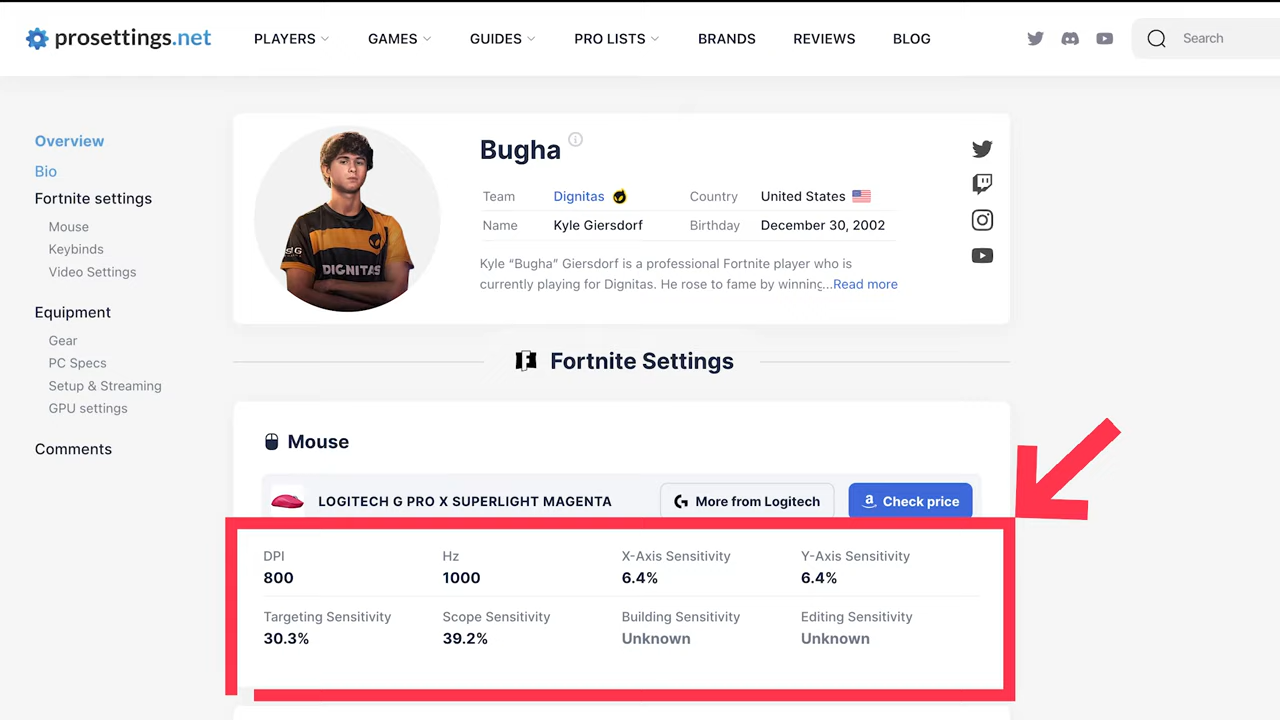 prosettings.net PLAYERS GAMES GUIDES PRO LISTS BRANDS REVIEWS BLOG Search
Overview
Bio
Fortnite settings
Mouse
Keybinds
Video Settings
Equipment
Gear
PC Specs
Setup & Streaming
GPU settings
Comments
DIGNITAS
Bugha
Team Dignitas Country United States
Name Kyle Giersdorf Birthday December 30, 2002
Kyle “Bugha” Giersdorf is a professional Fortnite player who is
currently playing for Dignitas. He rose to fame by winning...Read more
Fortnite Settings
Mouse
LOGITECH G PRO X SUPERLIGHT MAGENTA More from Logitech Check price
DPI Hz X-Axis Sensitivity Y-Axis Sensitivity
800 1000 6.4% 6.4%
Targeting Sensitivity Scope Sensitivity Building Sensitivity Editing Sensitivity
30.3% 39.2% Unknown Unknown